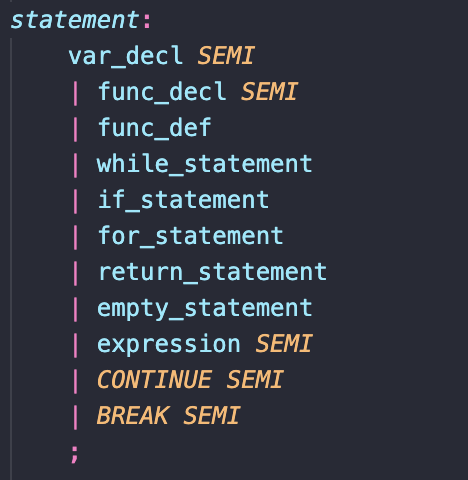 statement:
var_decl SEMI
| func_decl SEMI
| func_def
| while_statement
| if_statement
| for_statement
| return_statement
| empty_statement
| expression SEMI
| CONTINUE SEMI
| BREAK SEMI
;